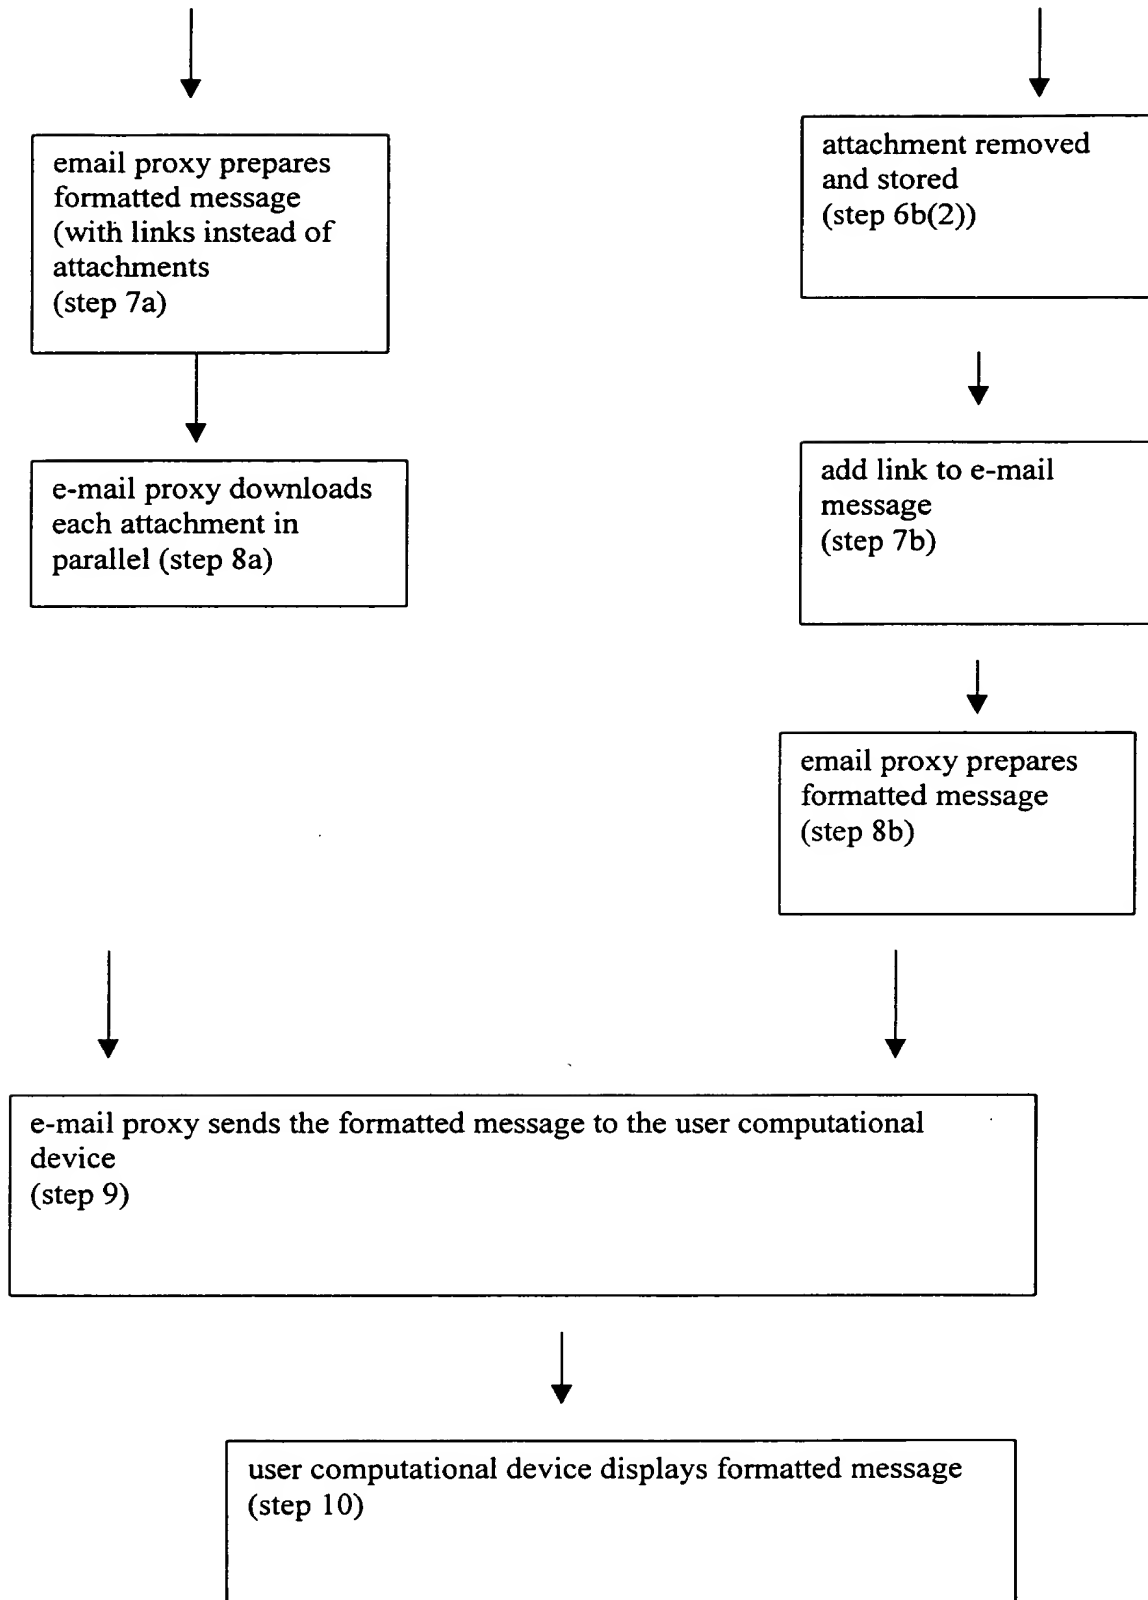 email proxy prepares
formatted message
(with links instead of
attachments
(step 7a)
attachment removed
and stored
(step 6b(2))
e-mail proxy downloads
each attachment in
parallel (step 8a)
add link to e-mail
message
(step 7b)
email proxy prepares
formatted message
(step 8b)
e-mail proxy sends the formatted message to the user computational
device
(step 9)
user computational device displays formatted message
(step 10)